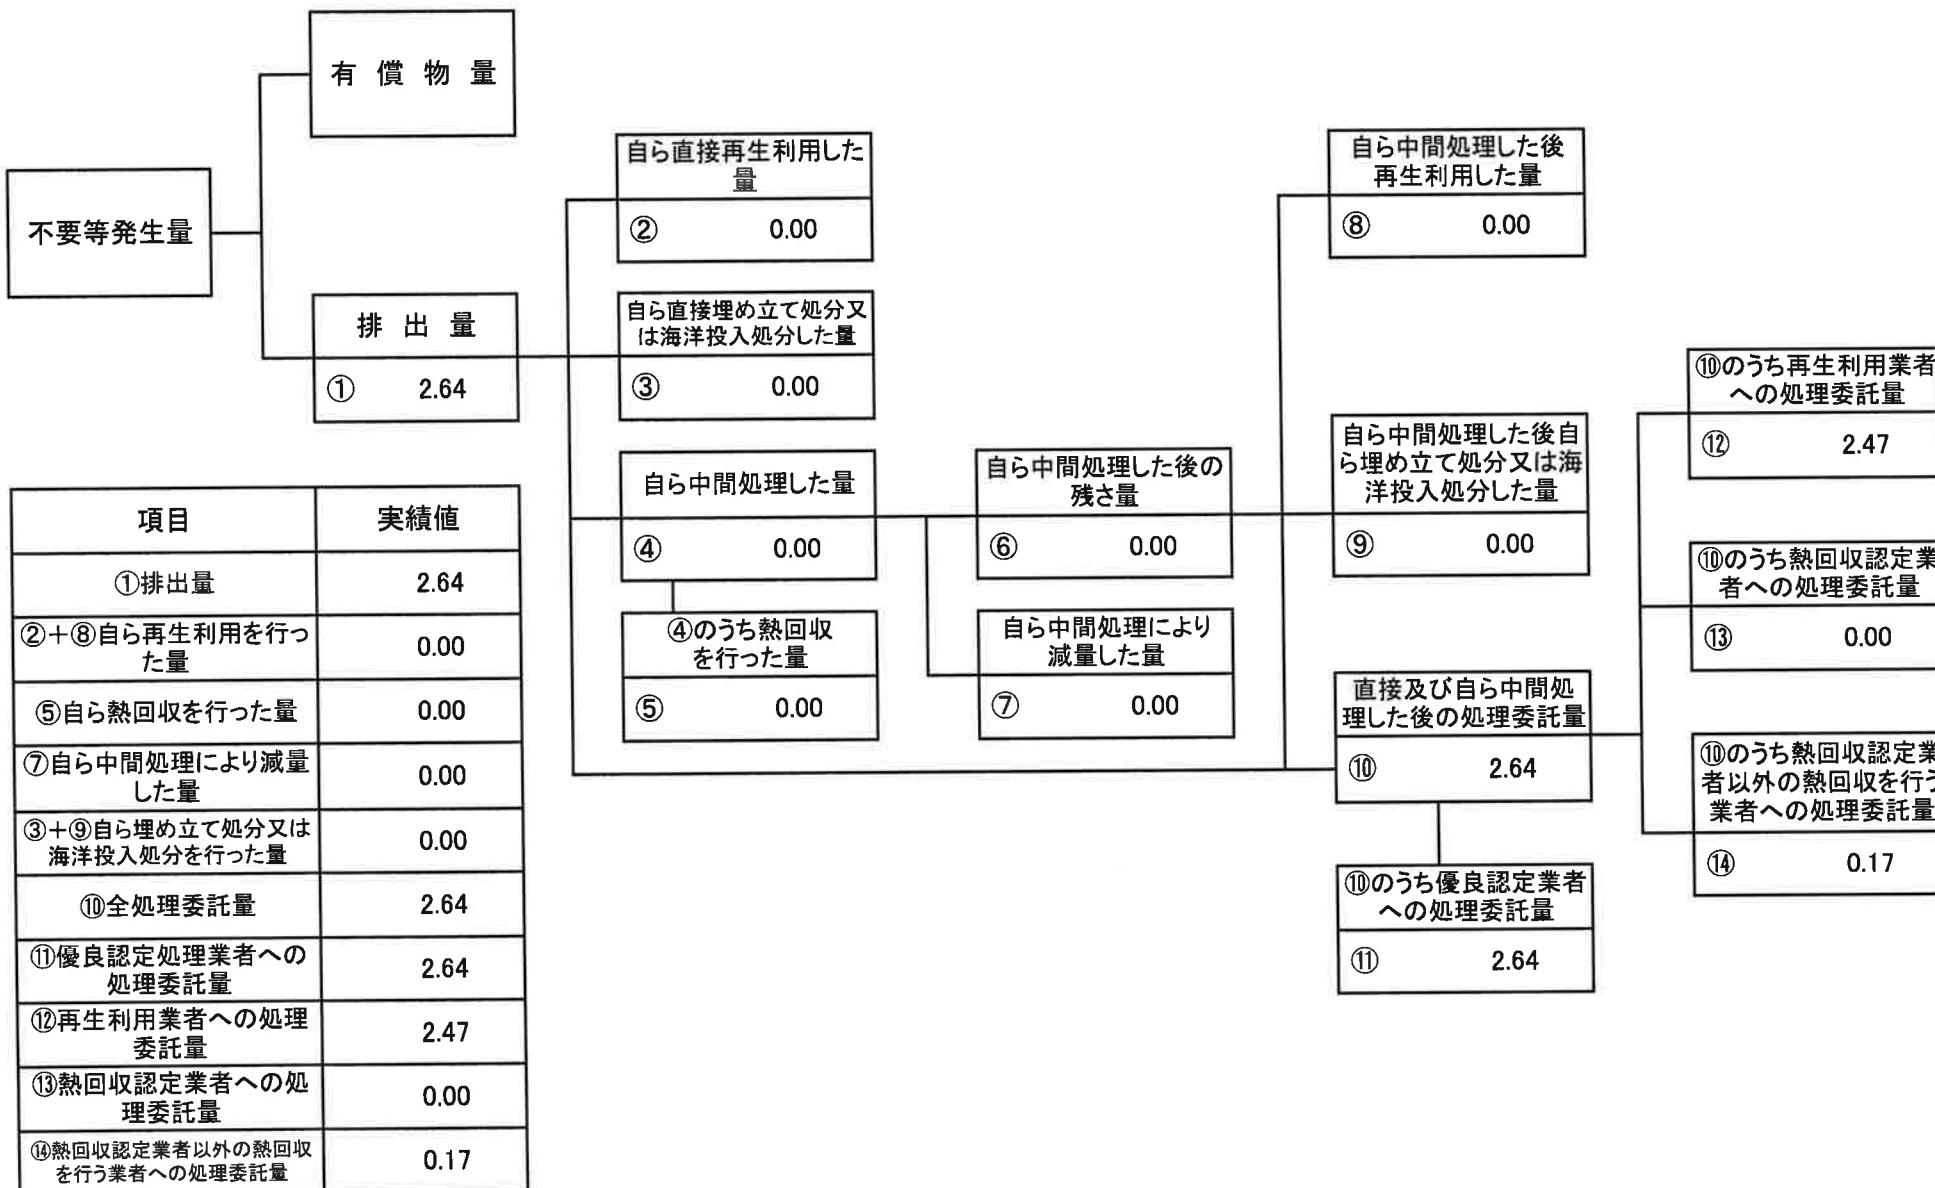 有償物量
不要等発生量
排出量
① 2.64
自ら直接再生利用した
量
② 0.00
自ら直接埋め立て処分又
は海洋投入処分した量
③ 0.00
自ら中間処理した量
④ 0.00
④のうち熱回収
を行った量
⑤ 0.00
自ら中間処理した後の
残さ量
⑥ 0.00
自ら中間処理により
減量した量
⑦ 0.00
自ら中間処理した後
再生利用した量
⑧ 0.00
自ら中間処理した後自
ら埋め立て処分又は海
洋投入処分した量
⑨ 0.00
直接及び自ら中間処
理した後の処理委託量
⑩ 2.64
⑩のうち優良認定業者
への処理委託量
⑪ 2.64
⑩のうち再生利用業者
への処理委託量
⑫ 2.47
⑩のうち熱回収認定業
者への処理委託量
⑬ 0.00
⑩のうち熱回収認定業
者以外の熱回収を行う
業者への処理委託量
⑭ 0.17
項目 実績値
①排出量 2.64
②+⑧自ら再生利用を行っ
た量 0.00
⑤自ら熱回収を行った量 0.00
⑦自ら中間処理により減量
した量 0.00
③+⑨自ら埋め立て処分又は
海洋投入処分を行った量 0.00
⑩全処理委託量 2.64
⑪優良認定処理業者への
処理委託量 2.64
⑫再生利用業者への処理
委託量 2.47
⑬熱回収認定業者への処
理委託量 0.00
⑭熱回収認定業者以外の熱回収
を行う業者への処理委託量 0.17